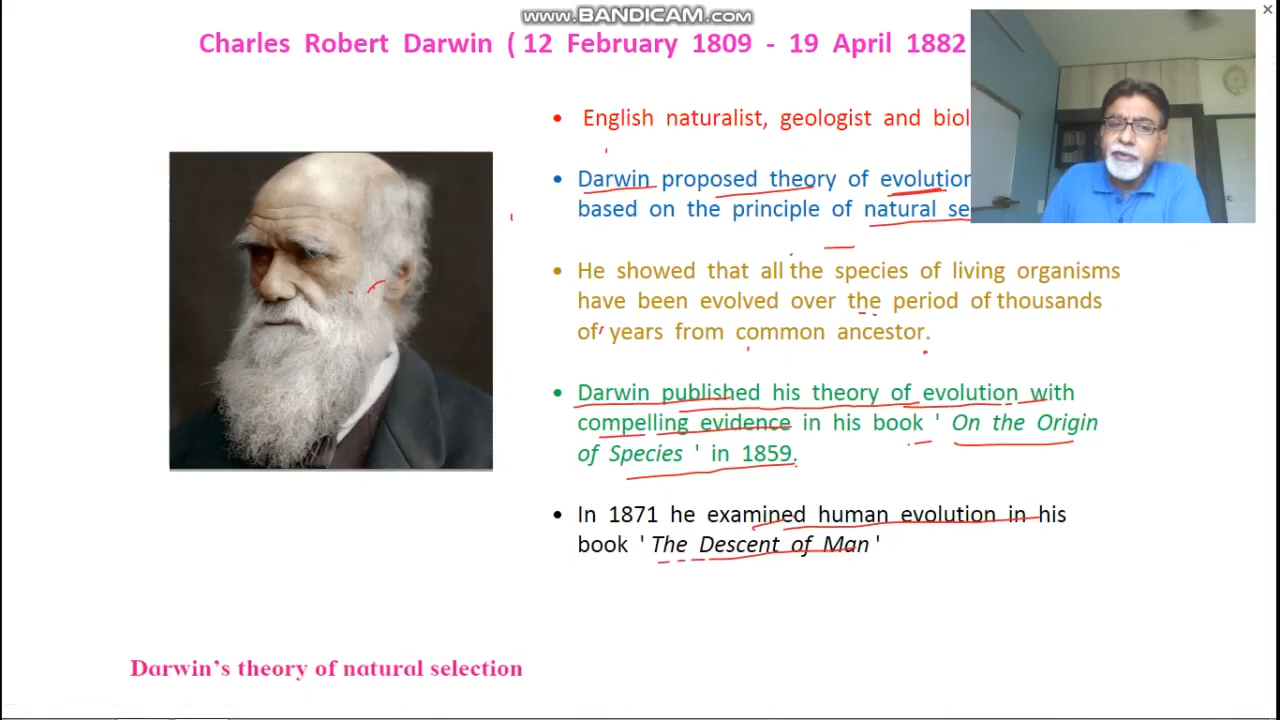 www.BANDICAM.com
Charles Robert Darwin ( 12 February 1809 - 19 April 1882
• English naturalist, geologist and biol
• Darwin proposed theory of evolution
based on the principle of natural se
• He showed that all the species of living organisms
have been evolved over the period of thousands
of years from common ancestor.
• Darwin published his theory of evolution with
compelling evidence in his book ' On the Origin
of Species ' in 1859.
• In 1871 he examined human evolution in his
book ' The Descent of Man '
Darwin's theory of natural selection